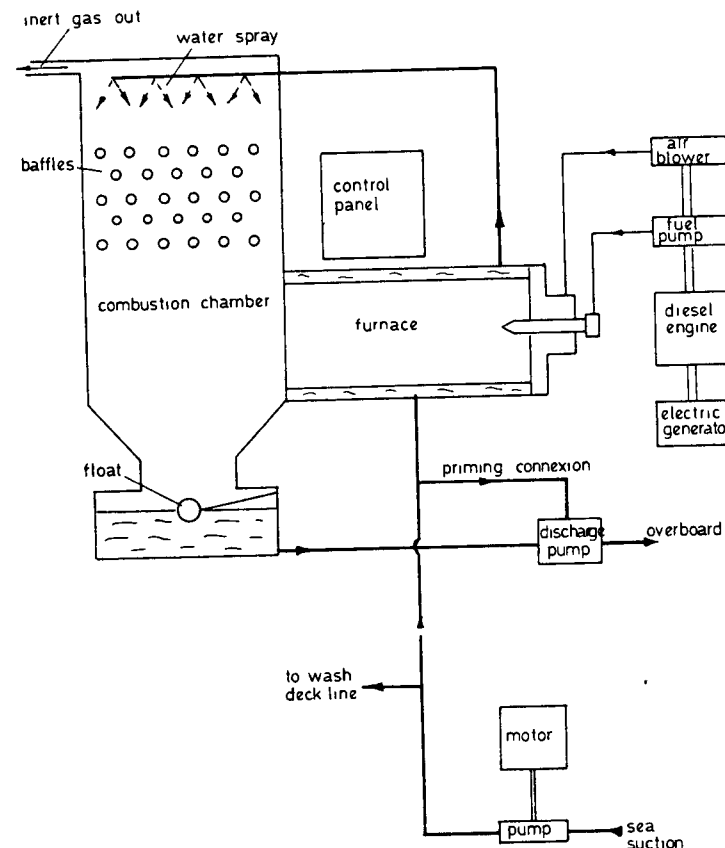 inert gas out
water spray
air
blower
baffles
control
panel
fuel
pump
combustion chamber
furnace
diesel
engine
electric
generator
float
priming connexion
discharge
pump
overboard
to wash
deck line
motor
pump
sea
suction